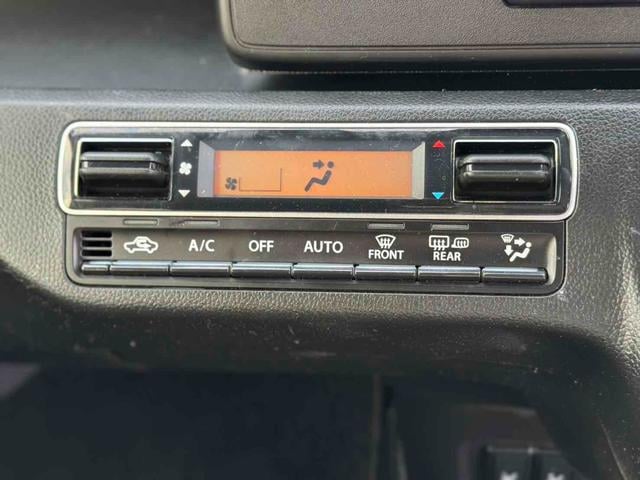 A/C OFF AUTO FRONT REAR